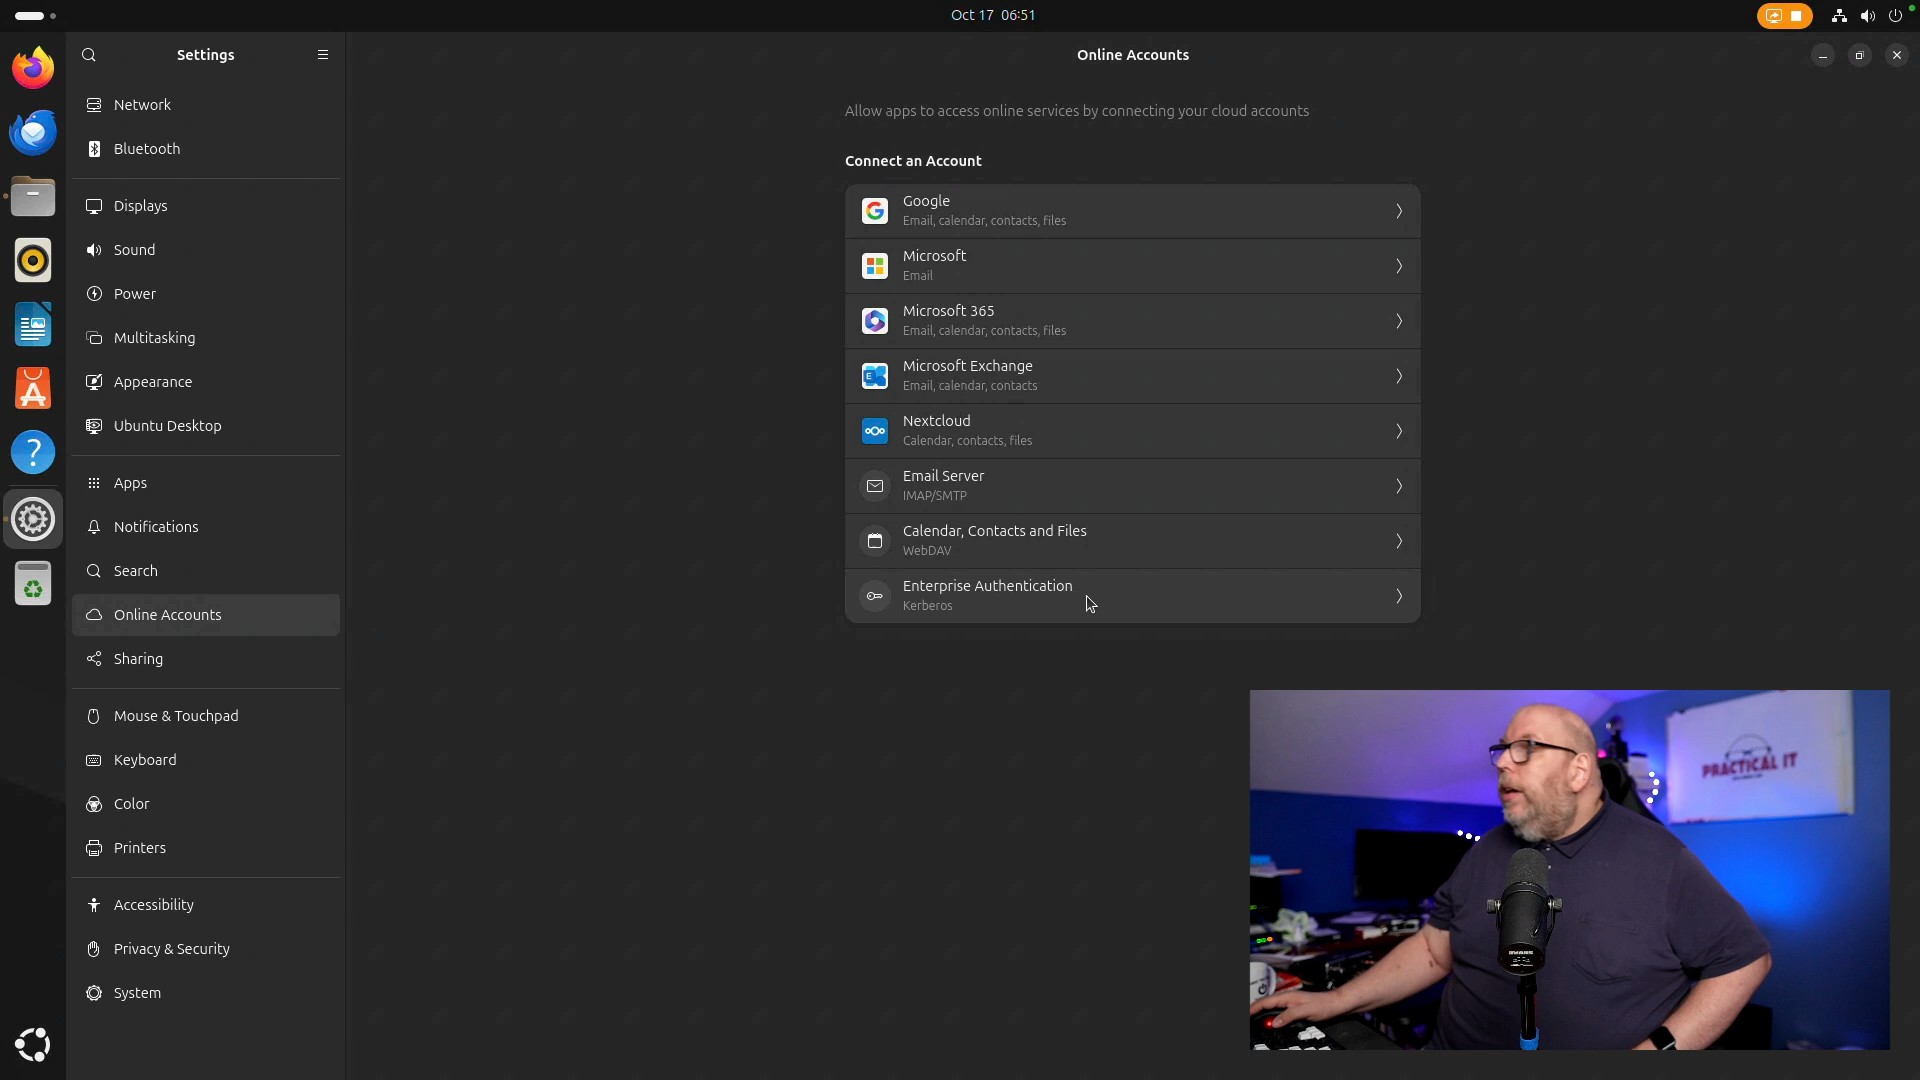 Oct 17 06:51
Settings
Network
Bluetooth
Displays
Sound
Power
Multitasking
Appearance
Ubuntu Desktop
Apps
Notifications
Search
Online Accounts
Sharing
Mouse & Touchpad
Keyboard
Color
Printers
Accessibility
Privacy & Security
System
Online Accounts
Allow apps to access online services by connecting your cloud accounts
Connect an Account
Google
Email, calendar, contacts, files
Microsoft
Email
Microsoft 365
Email, calendar, contacts, files
Microsoft Exchange
Email, calendar, contacts
Nextcloud
Calendar, contacts, files
Email Server
IMAP/SMTP
Calendar, Contacts and Files
WebDAV
Enterprise Authentication
Kerberos
PRACTICAL IT